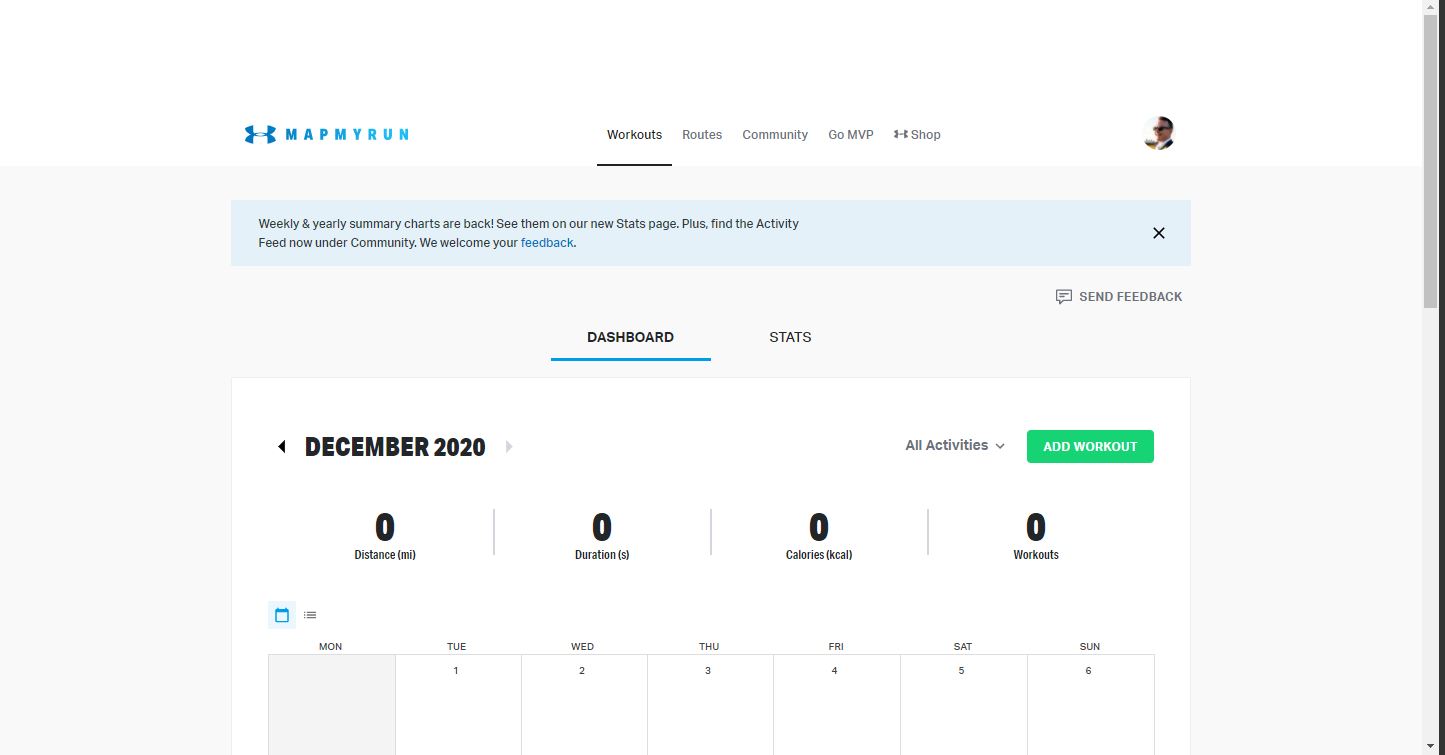 MAPMYRUN
Workouts Routes Community Go MVP Shop
Weekly & yearly summary charts are back! See them on our new Stats page. Plus, find the Activity
Feed now under Community. We welcome your feedback.
SEND FEEDBACK
DASHBOARD STATS
DECEMBER 2020
All Activities
ADD WORKOUT
0 0 0 0
Distance (mi) Duration (s) Calories (kcal) Workouts
MON TUE WED THU FRI SAT SUN
1 2 3 4 5 6